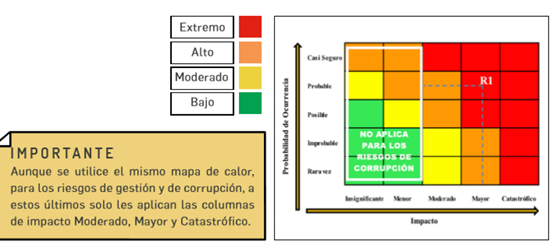 Extremo
Alto
Moderado
Bajo
IMPORTANTE
Aunque se utilice el mismo mapa de calor,
para los riesgos de gestión y de corrupción, a
estos últimos solo les aplican las columnas
de impacto Moderado, Mayor y Catastrófico.
Probabilidad de Ocurrencia
Casi Seguro
Probable
Posible
Improbable
Rara vez
R1
NO APLICA
PARA LOS
RIESGOS DE
CORRUPCIÓN
Insignificante Menor Moderado Mayor Catastrófico
Impacto